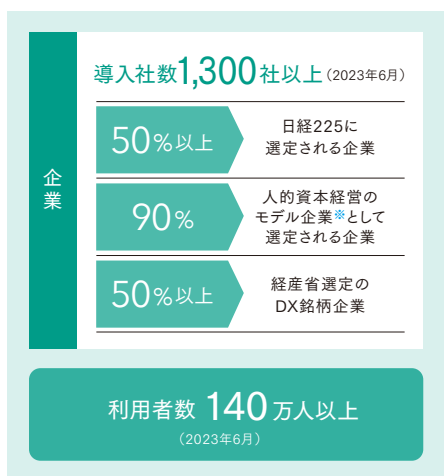 企業
導入社数1,300社以上(2023年6月)
50%以上
日経225に
選定される企業
90%
人的資本経営の
モデル企業※として
選定される企業
50%以上
経産省選定の
DX銘柄企業
利用者数 140万人以上
(2023年6月)